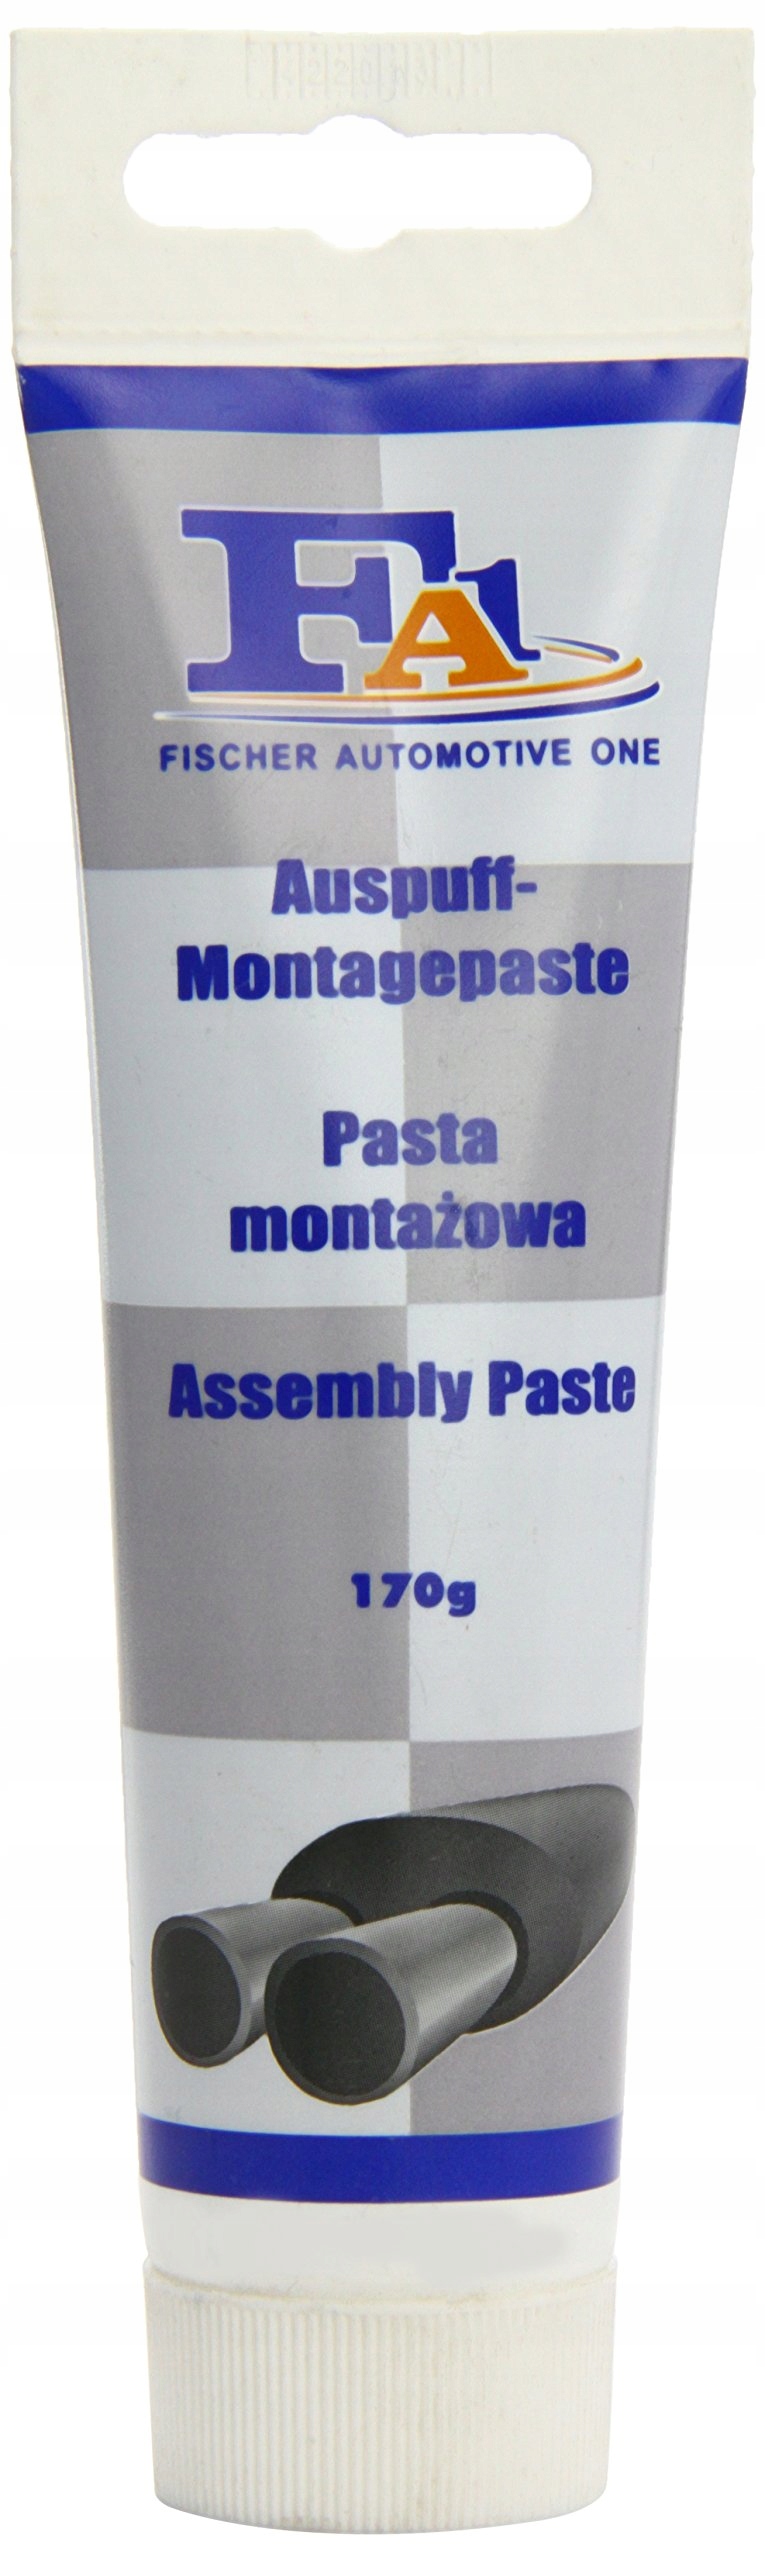 FA1
FISCHER AUTOMOTIVE ONE
Auspuff-
Montagepaste
Pasta
montażowa
Assembly Paste
170g